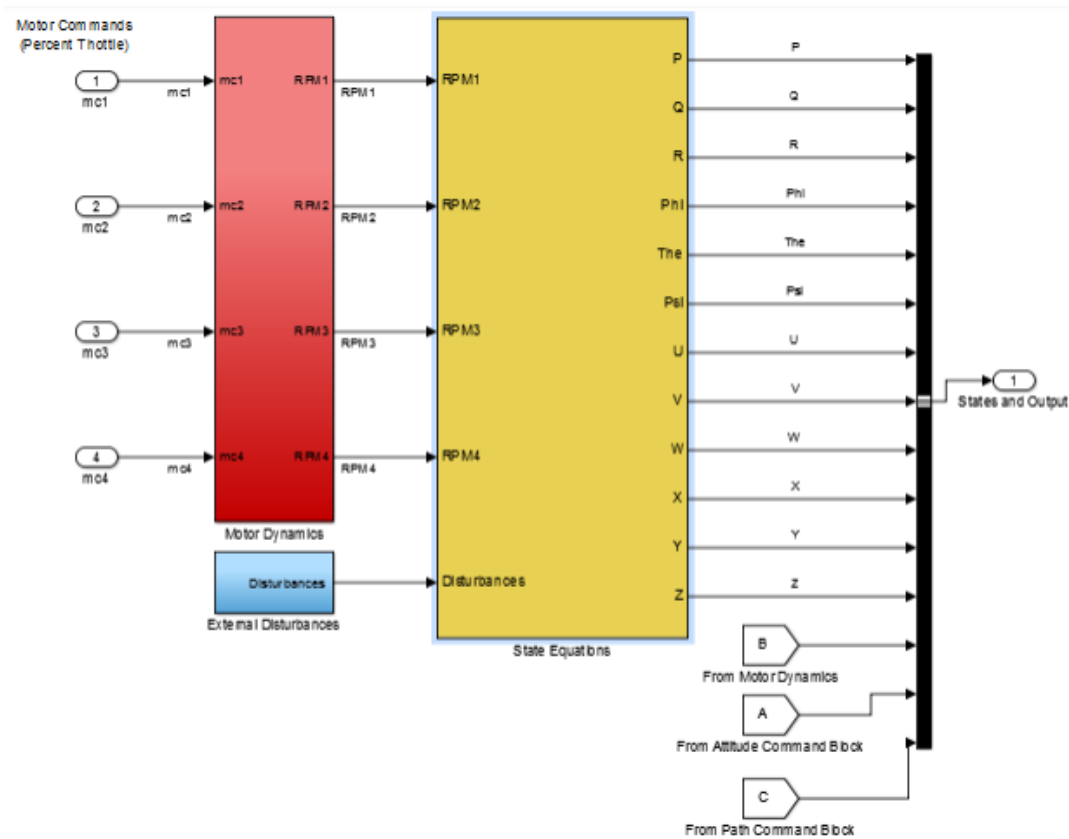 Motor Commands
(Percent Thottle)
1
mc1
mc1
mc1
RPM1
RPM1
RPM1
2
mc2
mc2
mc2
RPM2
RPM2
RPM2
3
mc3
mc3
mc3
RPM3
RPM3
RPM3
4
mc4
mc4
mc4
RPM4
RPM4
RPM4
Motor Dynamics
Disturbances
External Disturbances
Disturbances
State Equations
P
P
Q
Q
R
R
Phi
Phi
The
The
Psi
Psi
U
U
V
V
W
W
X
X
Y
Y
Z
Z
B
From Motor Dynamics
A
From Attitude Command Block
C
From Path Command Block
1
States and Output